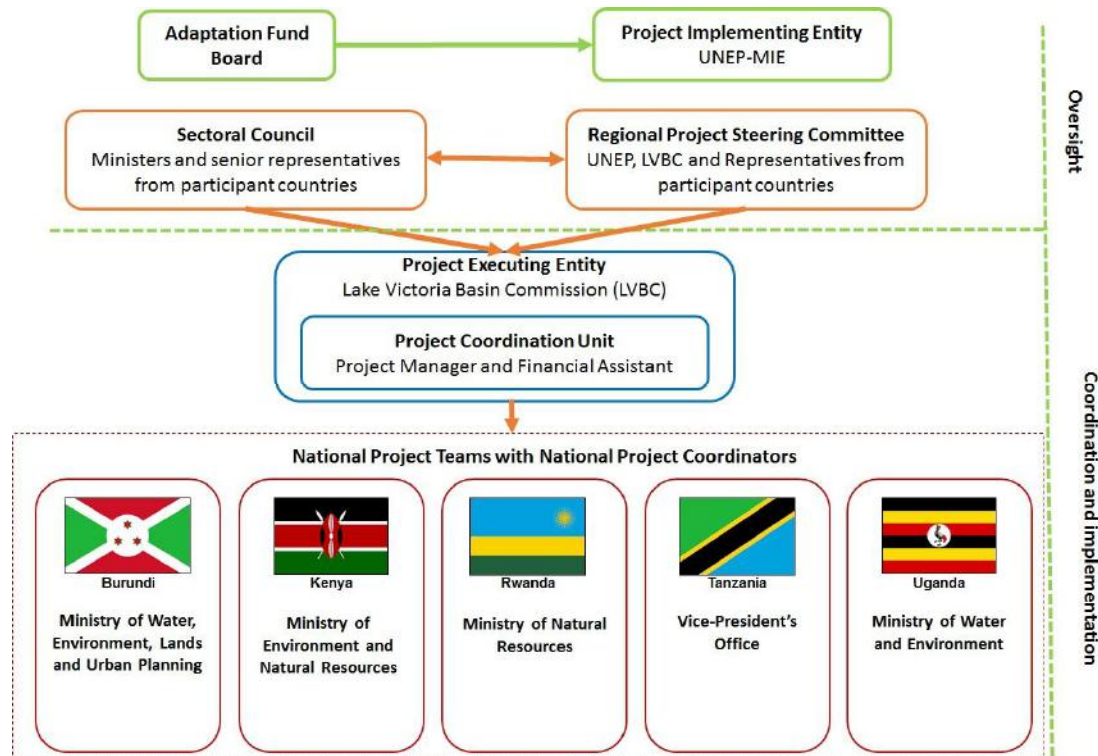 Adaptation Fund
Board
Project Implementing Entity
UNEP-MIE
Sectoral Council
Ministers and senior representatives
from participant countries
Regional Project Steering Committee
UNEP, LVBC and Representatives from
participant countries
Oversight
Project Executing Entity
Lake Victoria Basin Commission (LVBC)
Project Coordination Unit
Project Manager and Financial Assistant
Coordination and implementation
National Project Teams with National Project Coordinators
Burundi
Ministry of Water,
Environment, Lands
and Urban Planning
Kenya
Ministry of
Environment and
Natural Resources
Rwanda
Ministry of Natural
Resources
Tanzania
Vice-President’s
Office
Uganda
Ministry of Water
and Environment